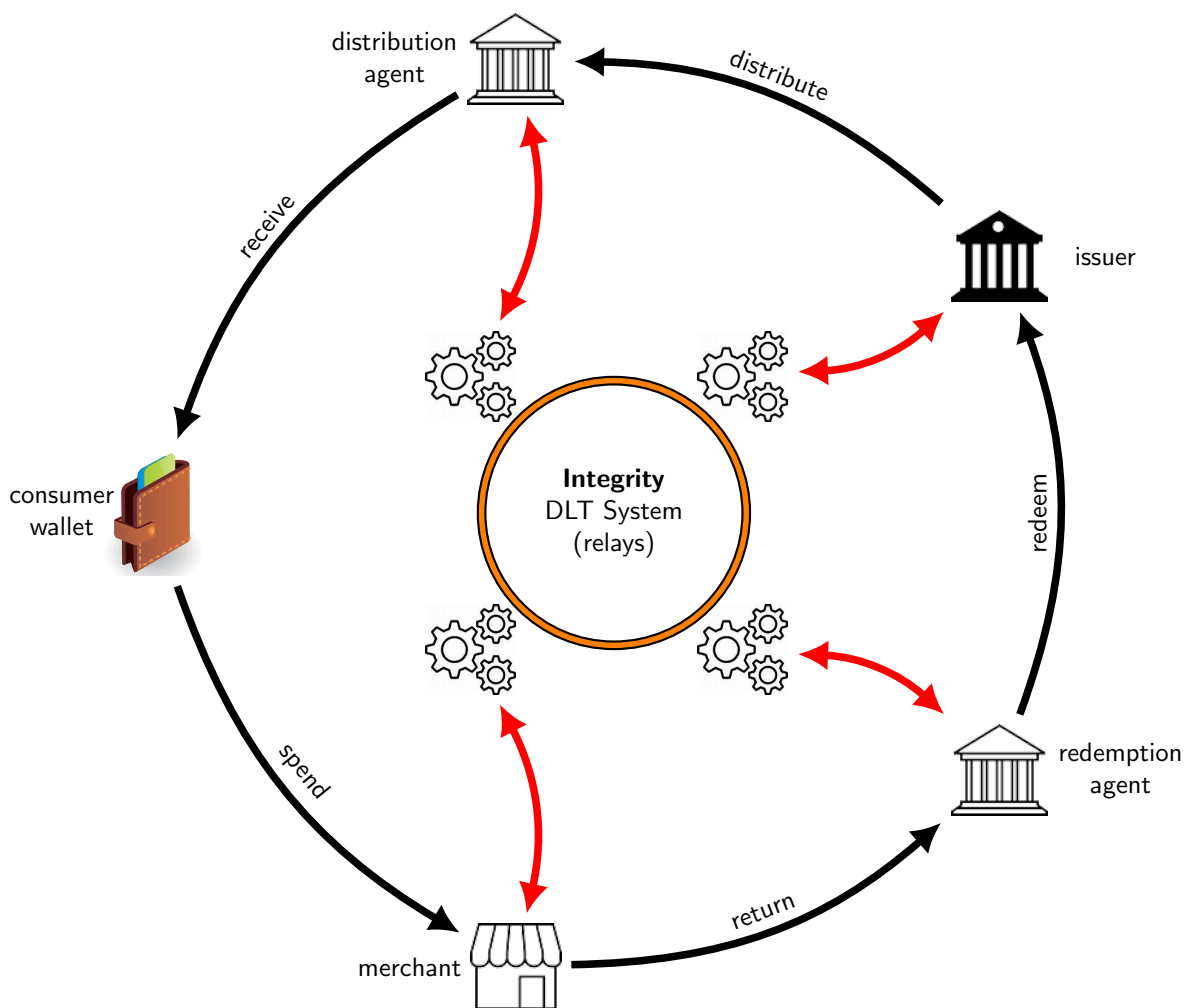 distribution
agent
distribute
receive
issuer
consumer
wallet
Integrity
DLT System
(relays)
redeem
spend
redemption
agent
return
merchant